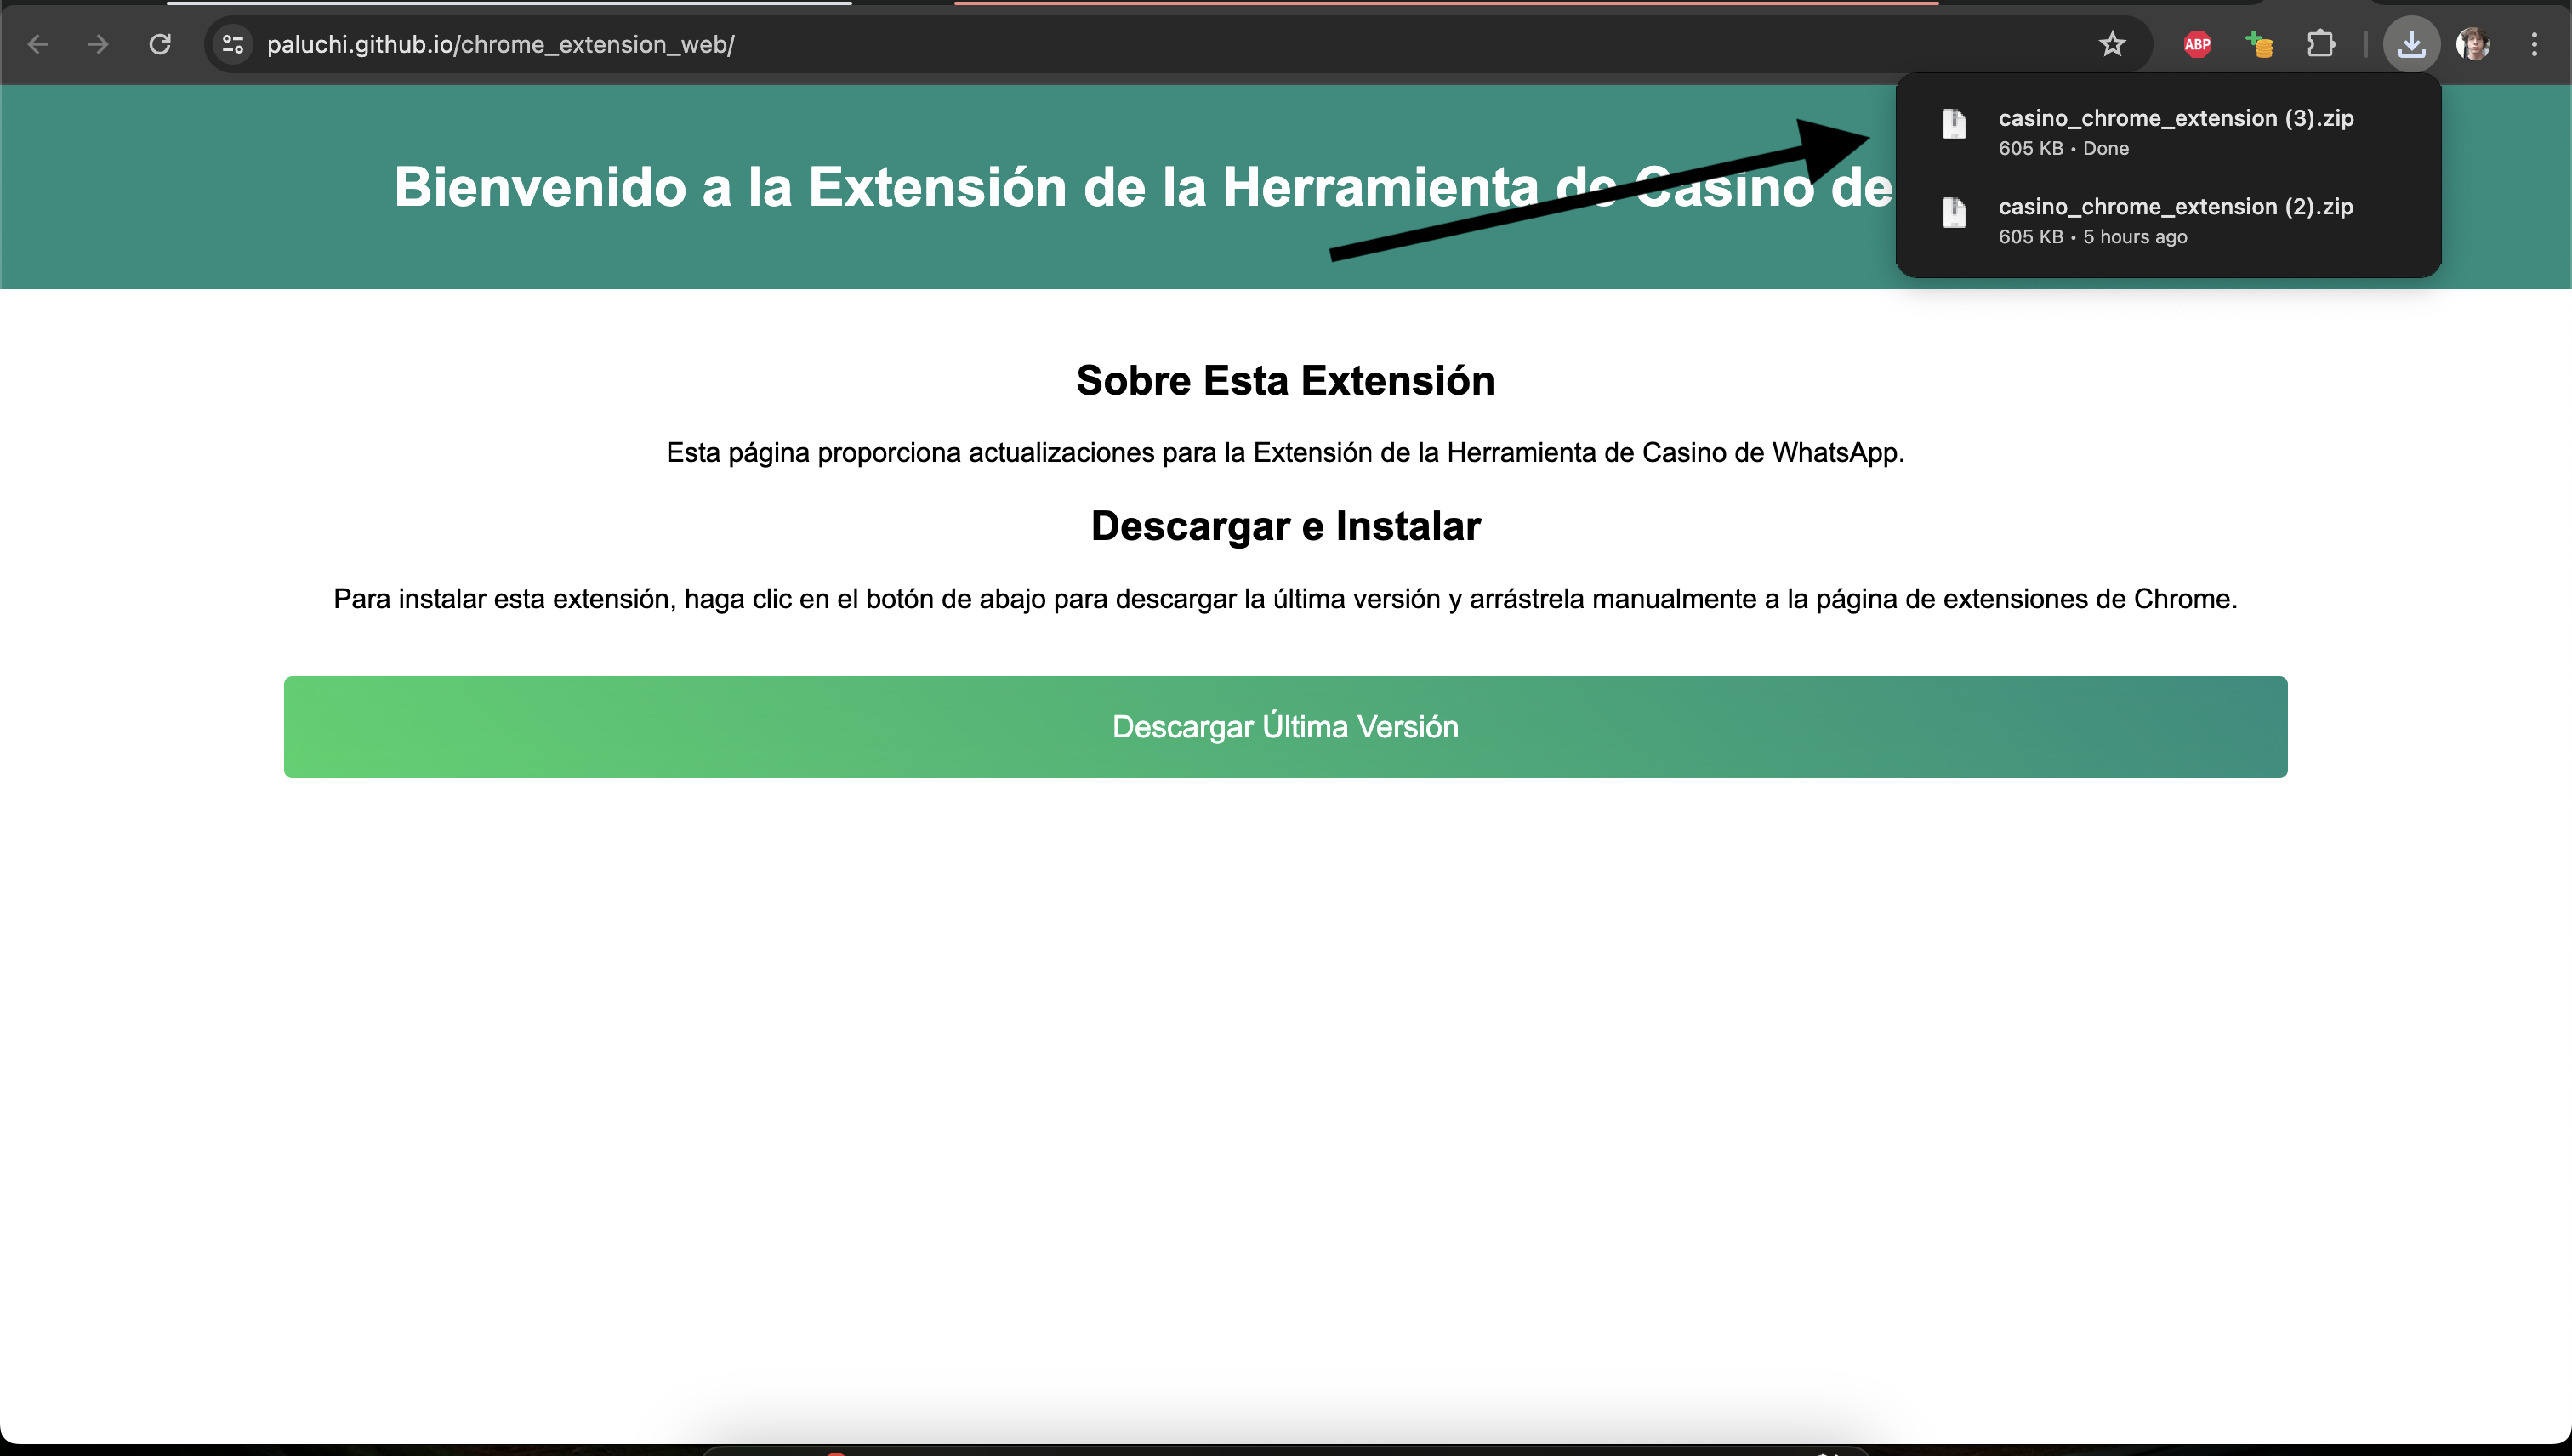 paluchi.github.io/chrome_extension_web/
ABP
casino_chrome_extension (3).zip
605 KB • Done
casino_chrome_extension (2).zip
605 KB • 5 hours ago
Bienvenido a la Extensión de la Herramienta de Casino de
Sobre Esta Extensión
Esta página proporciona actualizaciones para la Extensión de la Herramienta de Casino de WhatsApp.
Descargar e Instalar
Para instalar esta extensión, haga clic en el botón de abajo para descargar la última versión y arrástrela manualmente a la página de extensiones de Chrome.
Descargar Última Versión